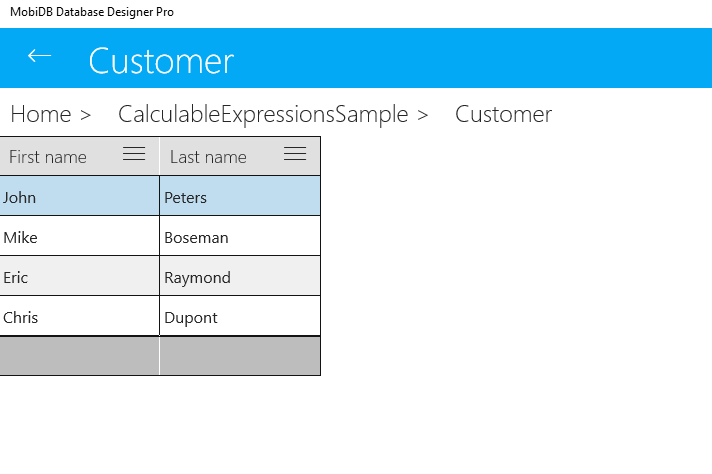 MobiDB Database Designer Pro
Customer
Home > CalculableExpressionsSample > Customer
First name Last name
John Peters
Mike Boseman
Eric Raymond
Chris Dupont